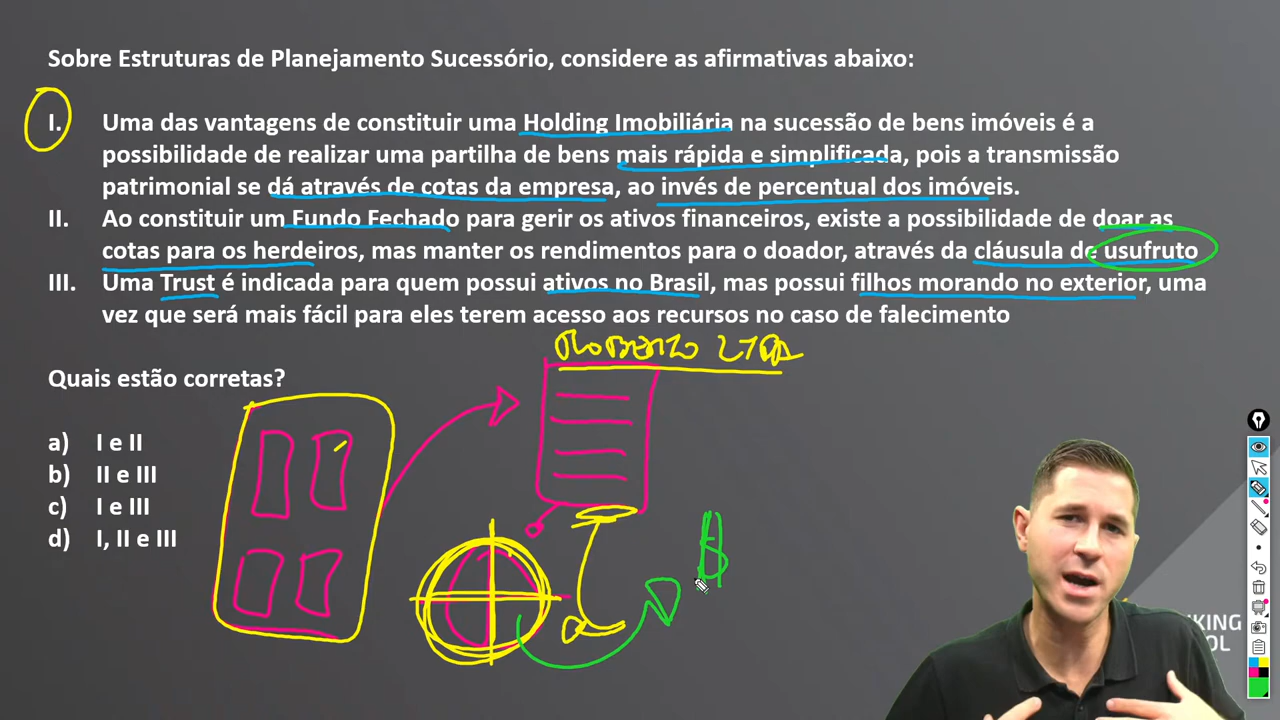 Sobre Estruturas de Planejamento Sucessório, considere as afirmativas abaixo:
I. Uma das vantagens de constituir uma Holding Imobiliária na sucessão de bens imóveis é a
possibilidade de realizar uma partilha de bens mais rápida e simplificada, pois a transmissão
patrimonial se dá através de cotas da empresa, ao invés de percentual dos imóveis.
II. Ao constituir um Fundo Fechado para gerir os ativos financeiros, existe a possibilidade de doar as
cotas para os herdeiros, mas manter os rendimentos para o doador, através da cláusula de usufruto
III. Uma Trust é indicada para quem possui ativos no Brasil, mas possui filhos morando no exterior, uma
vez que será mais fácil para eles terem acesso aos recursos no caso de falecimento
LTDA
Quais estão corretas?
a) I e II
b) II e III
c) I e III
d) I, II e III
$